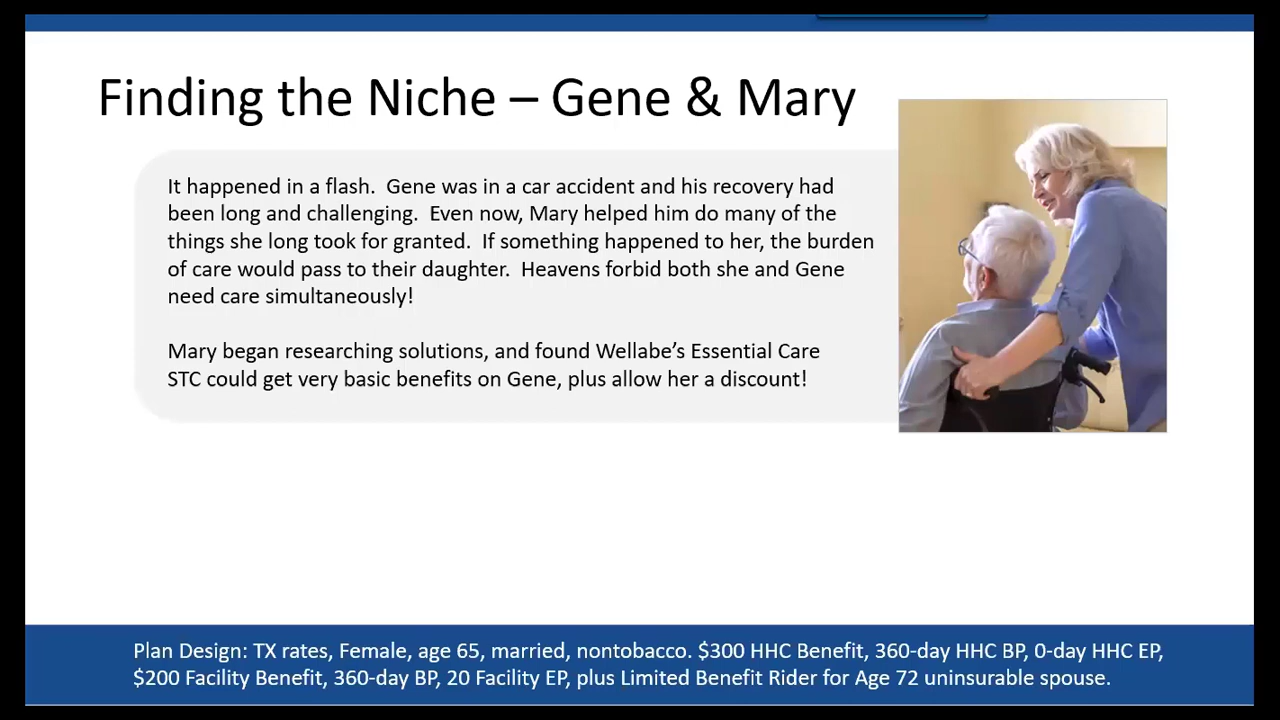 Finding the Niche – Gene & Mary
It happened in a flash.  Gene was in a car accident and his recovery had
been long and challenging.  Even now, Mary helped him do many of the
things she long took for granted.  If something happened to her, the burden
of care would pass to their daughter.  Heavens forbid both she and Gene
need care simultaneously!
Mary began researching solutions, and found Wellabe’s Essential Care
STC could get very basic benefits on Gene, plus allow her a discount!
Plan Design: TX rates, Female, age 65, married, nontobacco. $300 HHC Benefit, 360-day HHC BP, 0-day HHC EP,
$200 Facility Benefit, 360-day BP, 20 Facility EP, plus Limited Benefit Rider for Age 72 uninsurable spouse.